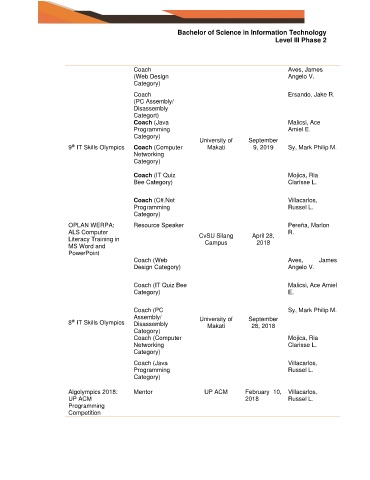 Bachelor of Science in Information Technology
Level III Phase 2
Coach
(Web Design
Category)
Aves, James
Angelo V.
Coach
(PC Assembly/
Disassembly
Categort)
Ersando, Jake R.
9th IT Skills Olympics
Coach (Java
Programming
Category)
University of
Makati
September
9, 2019
Malicsi, Ace
Amiel E.
Coach (Computer
Networking
Category)
Sy, Mark Philip M.
Coach (IT Quiz
Bee Category)
Mojica, Ria
Clarisse L.
Coach (C#.Net
Programming
Category)
Villacarlos,
Russel L.
OPLAN WERPA:
ALS Computer
Literacy Training in
MS Word and
PowerPoint
Resource Speaker
CvSU Silang
Campus
April 28,
2018
Pereña, Marlon
R.
Coach (Web
Design Category)
Aves, James
Angelo V.
Coach (IT Quiz Bee
Category)
Malicsi, Ace Amiel
E.
8th IT Skills Olympics
Coach (PC
Assembly/
Disassembly
Category)
University of
Makati
September
28, 2018
Sy, Mark Philip M.
Coach (Computer
Networking
Category)
Mojica, Ria
Clarisse L.
Coach (Java
Programming
Category)
Villacarlos,
Russel L.
Algolympics 2018:
UP ACM
Programming
Competition
Mentor
UP ACM
February 10,
2018
Villacarlos,
Russel L.